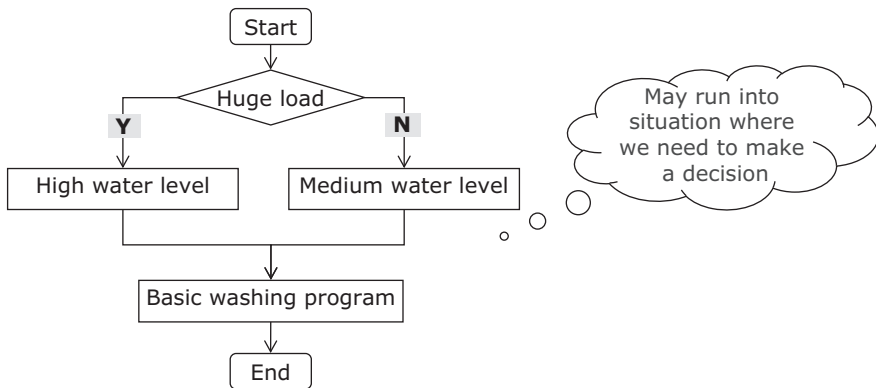 Start
Huge load
Y
N
High water level
Medium water level
Basic washing program
End
May run into
situation where
we need to make
a decision